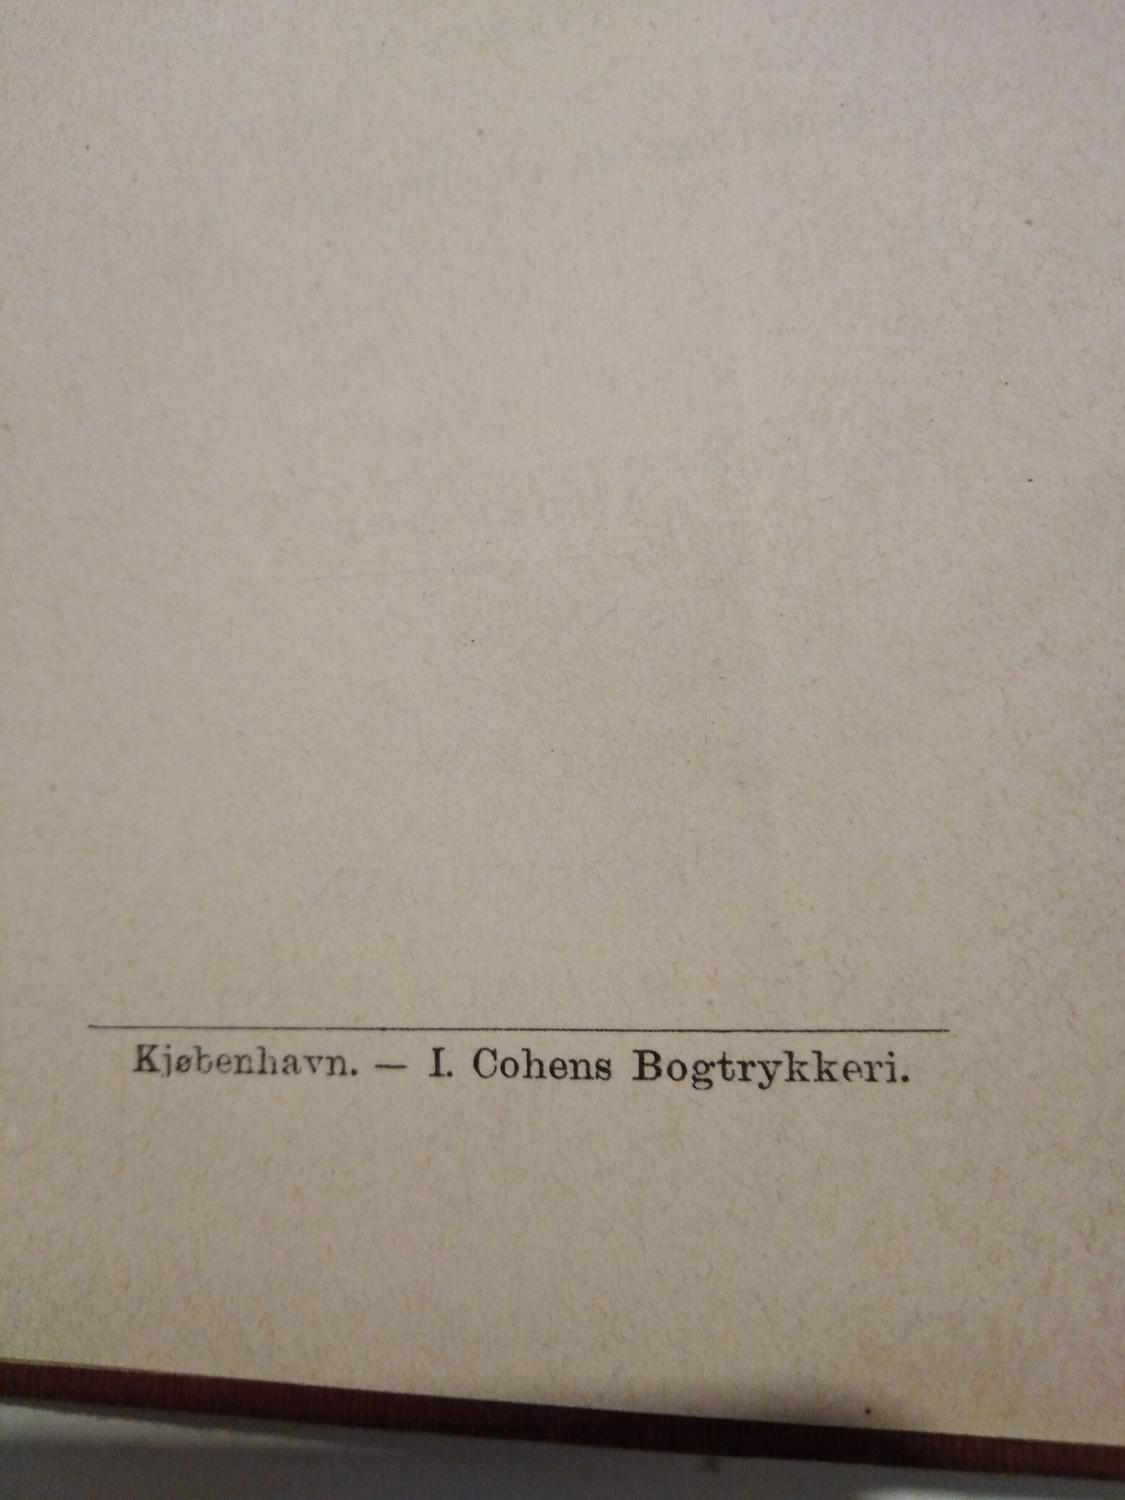 Kjøbenhavn. — I. Cohens Bogtrykkeri.